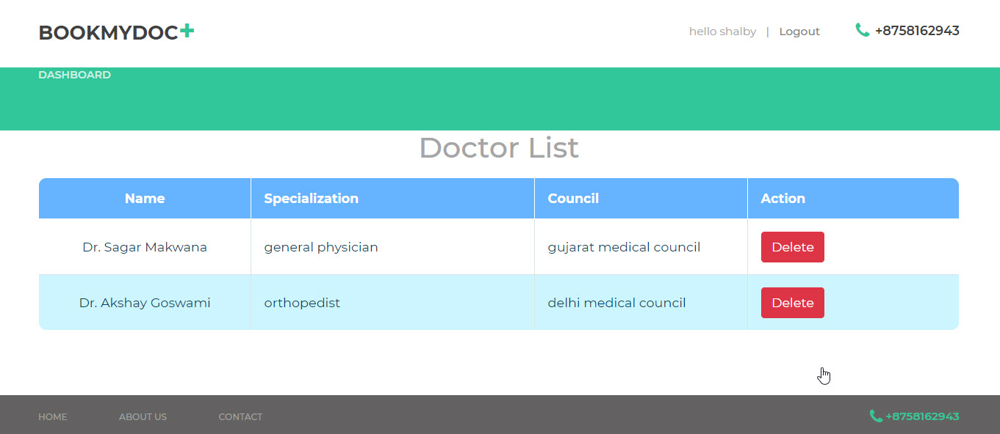 BOOKMYDOC+
hello shalby | Logout
+8758162943
DASHBOARD
Doctor List
Name Specialization Council Action
Dr. Sagar Makwana general physician gujarat medical council Delete
Dr. Akshay Goswami orthopedist delhi medical council Delete
HOME ABOUT US CONTACT +8758162943